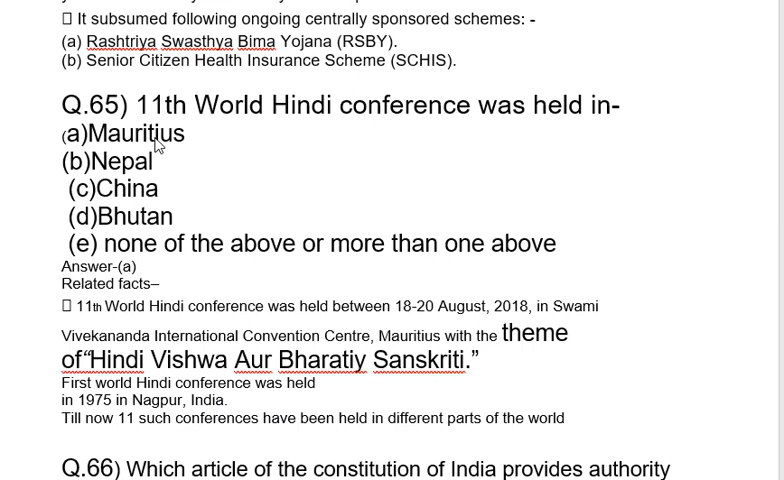 ☐ It subsumed following ongoing centrally sponsored schemes: -
(a) Rashtriya Swasthya Bima Yojana (RSBY).
(b) Senior Citizen Health Insurance Scheme (SCHIS).
Q.65) 11th World Hindi conference was held in-
(a)Mauritius
(b)Nepal
(c)China
(d)Bhutan
(e) none of the above or more than one above
Answer-(a)
Related facts–
☐ 11th World Hindi conference was held between 18-20 August, 2018, in Swami
Vivekananda International Convention Centre, Mauritius with the theme
of“Hindi Vishwa Aur Bharatiy Sanskriti.”
First world Hindi conference was held
in 1975 in Nagpur, India.
Till now 11 such conferences have been held in different parts of the world
Q.66) Which article of the constitution of India provides authority